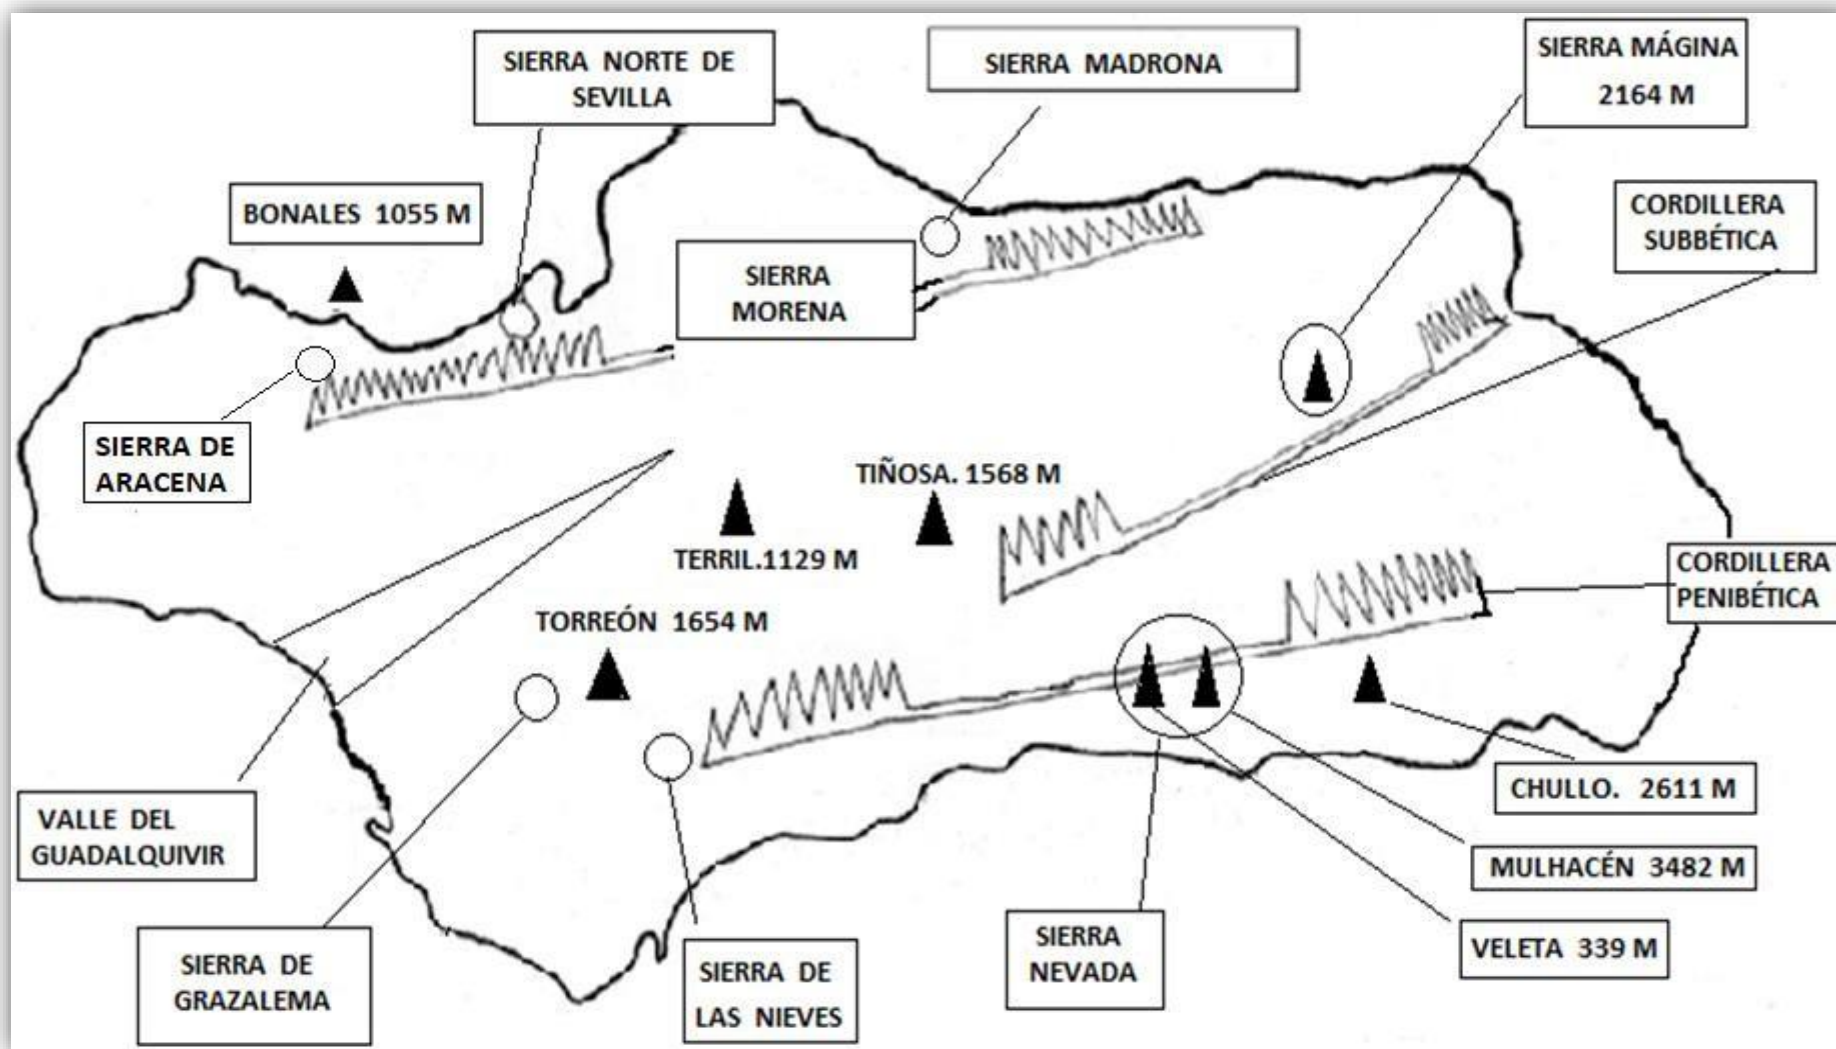 SIERRA NORTE DE
SEVILLA
SIERRA MADRONA
SIERRA MÁGINA
2164 M
BONALES 1055 M
CORDILLERA
SUBBÉTICA
SIERRA
MORENA
SIERRA DE
ARACENA
TIÑOSA. 1568 M
TERRIL.1129 M
CORDILLERA
PENIBÉTICA
TORREÓN 1654 M
VALLE DEL
GUADALQUIVIR
CHULLO. 2611 M
MULHACÉN 3482 M
VELETA 339 M
SIERRA DE
GRAZALEMA
SIERRA DE
LAS NIEVES
SIERRA
NEVADA